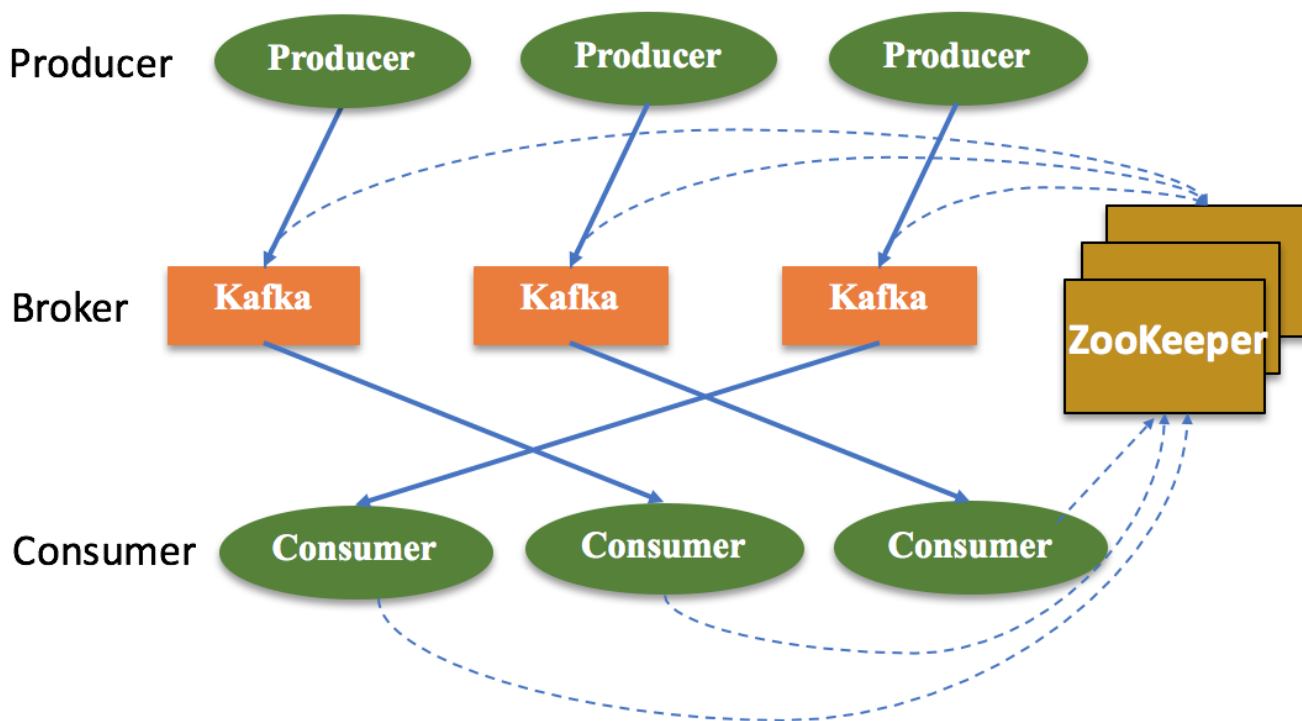 Producer
Producer
Producer
Producer
Broker
Kafka
Kafka
Kafka
ZooKeeper
Consumer
Consumer
Consumer
Consumer